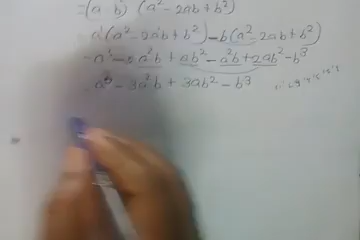 =(a-b)(a²-2ab+b²)
=a(a²-2ab+b²)-b(a²-2ab+b²)
=a³-2a²b+ab²-a²b+2ab²-b³
=a³-3a²b+3ab²-b³